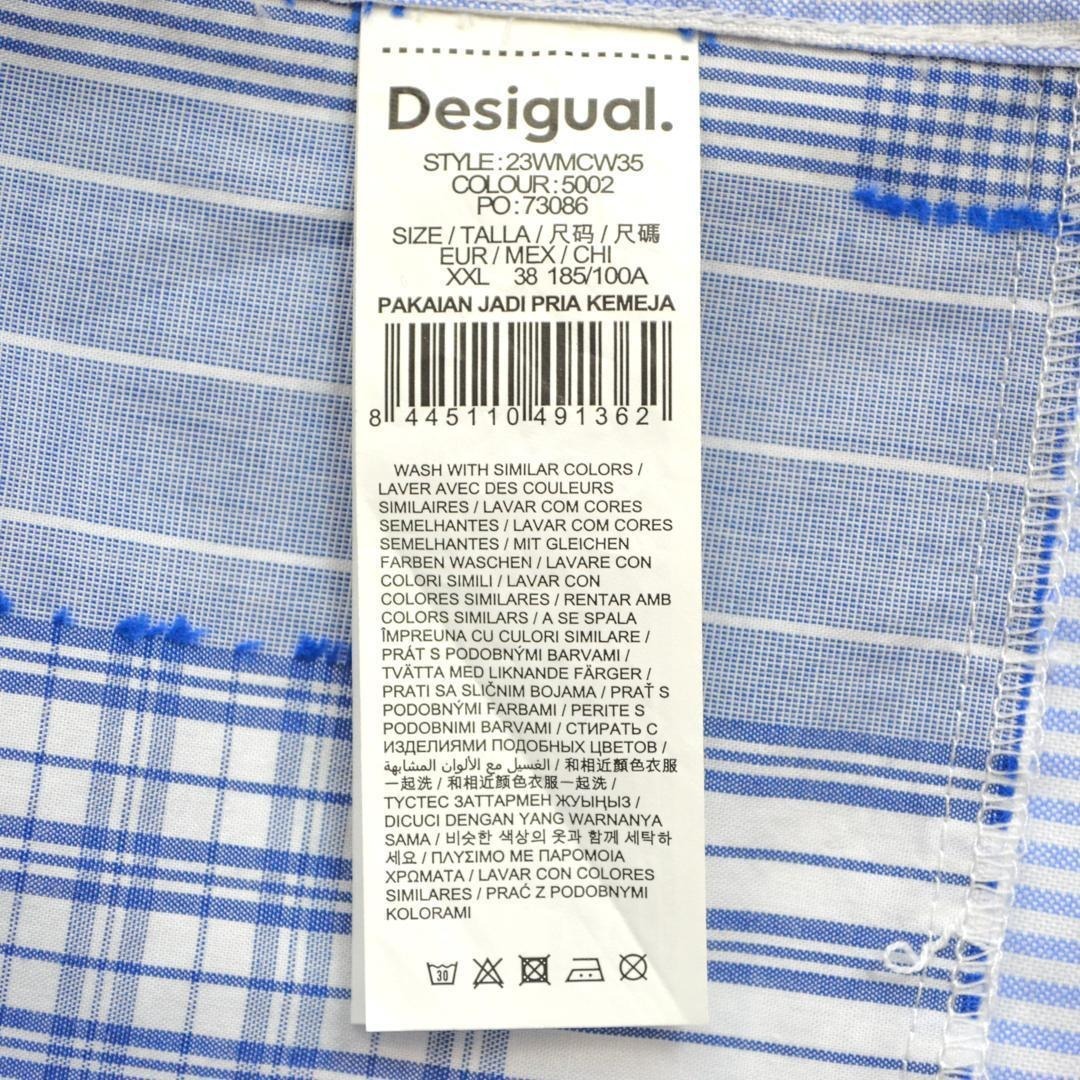 Desigual.
STYLE : 23WMCW35
COLOUR : 5002
PO : 73086
SIZE / TALLA / 尺码 / 尺碼
EUR / MEX / CHI
XXL 38 185/100A
PAKAIAN JADI PRIA KEMEJA
8 445110 491362
WASH WITH SIMILAR COLORS /
LAVER AVEC DES COULEURS
SIMILAIRES / LAVAR COM CORES
SEMELHANTES / LAVAR COM CORES
SEMELHANTES / MIT GLEICHEN
FARBEN WASCHEN / LAVARE CON
COLORI SIMILI / LAVAR CON
COLORES SIMILARES / RENTAR AMB
COLORS SIMILARS / A SE SPALA
ÎMPREUNA CU CULORI SIMILARE /
PRÁT S PODOBNÝMI BARVAMI /
TVÄTTA MED LIKNANDE FÄRGER /
PRATI SA SLIČNIM BOJAMA / PRAŤ S
PODOBNÝMI FARBAMI / PERITE S
PODOBNIMI BARVAMI / СТИРАТЬ С
ИЗДЕЛИЯМИ ПОДОБНЫХ ЦВЕТОВ /
الغسيل مع الألوان المشابهة / 和相近顏色衣服
一起洗 / 和相近颜色衣服一起洗 /
ТҮСТЕС ЗАТТАРМЕН ЖУЫҢЫЗ /
DICUCI DENGAN YANG WARNANYA
SAMA / 비슷한 색상의 옷과 함께 세탁하
세요 / ΠΛΥΣΙΜΟ ΜΕ ΠΑΡΟΜΟΙΑ
ΧΡΩΜΑΤΑ / LAVAR CON COLORES
SIMILARES / PRAĆ Z PODOBNYMI
KOLORAMI
30